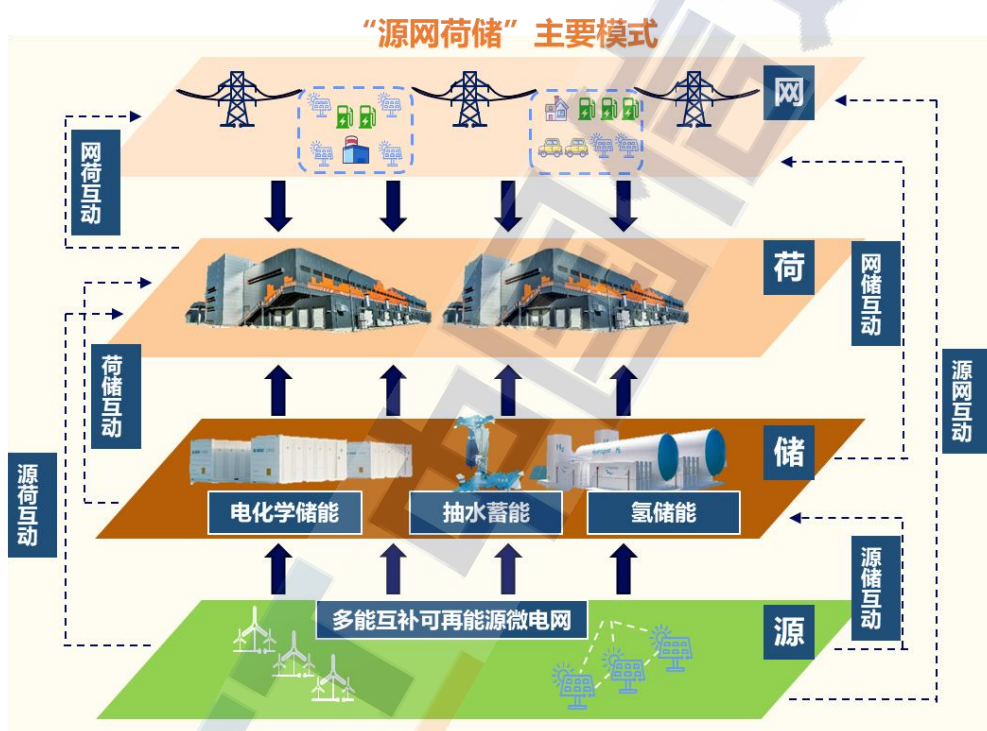 “源网荷储”主要模式
网
网荷互动
荷
网储互动
荷储互动
源网互动
储
源荷互动
电化学储能
抽水蓄能
氢储能
H₂
源储互动
多能互补可再能源微电网
源